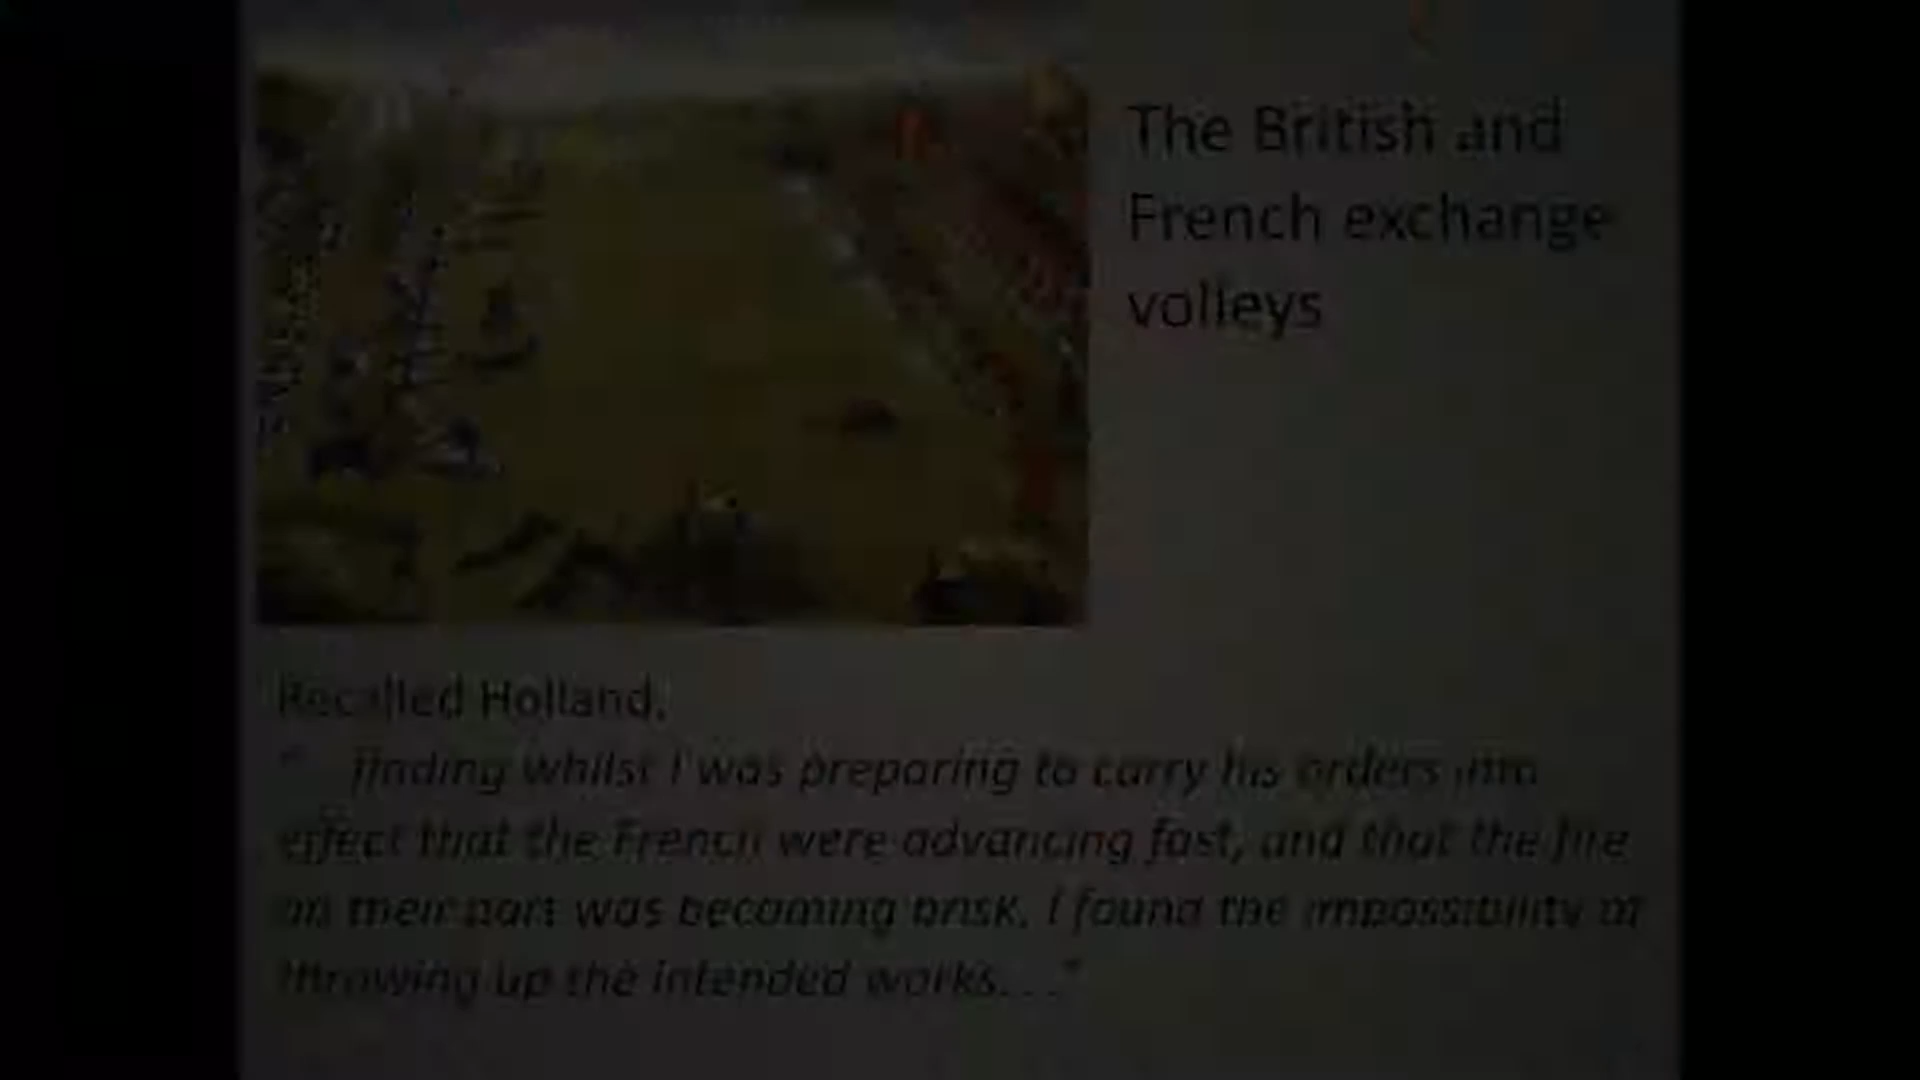 The British and
French exchange
volleys
Recalled Holland,
" finding whilst I was preparing to carry his orders into
effect that the French were advancing fast, and that the fire
on their part was becoming brisk, I found the impossibility of
throwing up the intended works. . ."